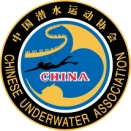 中国潜水运动协会
CHINA
CHINESE UNDERWATER ASSOCIATION